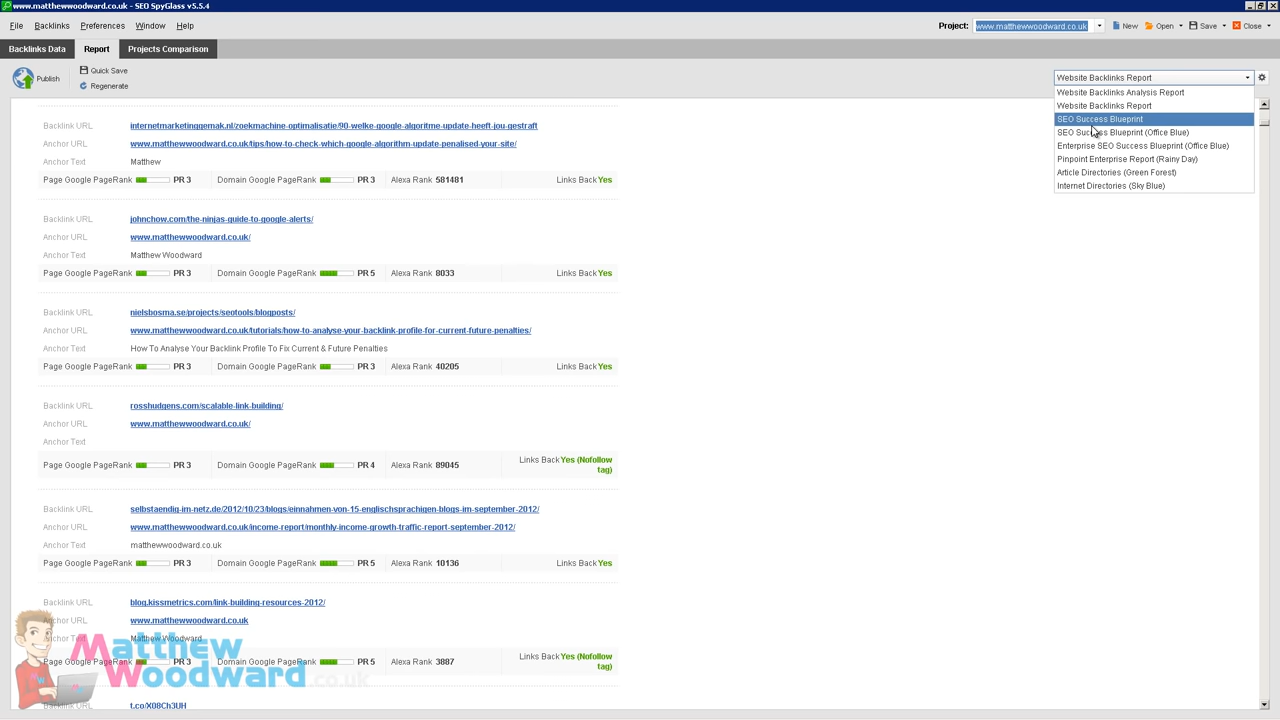 www.matthewwoodward.co.uk - SEO SpyGlass v5.5.4
File Backlinks Preferences Window Help
Project: www.matthewwoodward.co.uk New Open Save Close
Backlinks Data Report Projects Comparison
Publish
Quick Save
Regenerate
Website Backlinks Report
Website Backlinks Analysis Report
Website Backlinks Report
SEO Success Blueprint
SEO Success Blueprint (Office Blue)
Enterprise SEO Success Blueprint (Office Blue)
Pinpoint Enterprise Report (Rainy Day)
Article Directories (Green Forest)
Internet Directories (Sky Blue)
Backlink URL internetmarketinggemak.nl/zoekmachine-optimalisatie/90-welke-google-algoritme-update-heeft-jou-gestraft
Anchor URL www.matthewwoodward.co.uk/tips/how-to-check-which-google-algorithm-update-penalised-your-site/
Anchor Text Matthew
Page Google PageRank PR 3 Domain Google PageRank PR 3 Alexa Rank 581481 Links Back Yes
Backlink URL johnchow.com/the-ninjas-guide-to-google-alerts/
Anchor URL www.matthewwoodward.co.uk/
Anchor Text Matthew Woodward
Page Google PageRank PR 3 Domain Google PageRank PR 5 Alexa Rank 8033 Links Back Yes
Backlink URL nielsbosma.se/projects/seotools/blogposts/
Anchor URL www.matthewwoodward.co.uk/tutorials/how-to-analyse-your-backlink-profile-for-current-future-penalties/
Anchor Text How To Analyse Your Backlink Profile To Fix Current & Future Penalties
Page Google PageRank PR 3 Domain Google PageRank PR 3 Alexa Rank 40205 Links Back Yes
Backlink URL rosshudgens.com/scalable-link-building/
Anchor URL www.matthewwoodward.co.uk/
Anchor Text
Page Google PageRank PR 3 Domain Google PageRank PR 4 Alexa Rank 89045 Links Back Yes (Nofollow
tag)
Backlink URL selbstaendig-im-netz.de/2012/10/23/blogs/einnahmen-von-15-englischsprachigen-blogs-im-september-2012/
Anchor URL www.matthewwoodward.co.uk/income-report/monthly-income-growth-traffic-report-september-2012/
Anchor Text matthewwoodward.co.uk
Page Google PageRank PR 3 Domain Google PageRank PR 5 Alexa Rank 10136 Links Back Yes
Backlink URL blog.kissmetrics.com/link-building-resources-2012/
Anchor URL www.matthewwoodward.co.uk
Anchor Text Matthew Woodward
Page Google PageRank PR 3 Domain Google PageRank PR 5 Alexa Rank 3887 Links Back Yes (Nofollow
tag)
Backlink URL t.co/X08Ch3UH
Matthew
Woodward.co.uk